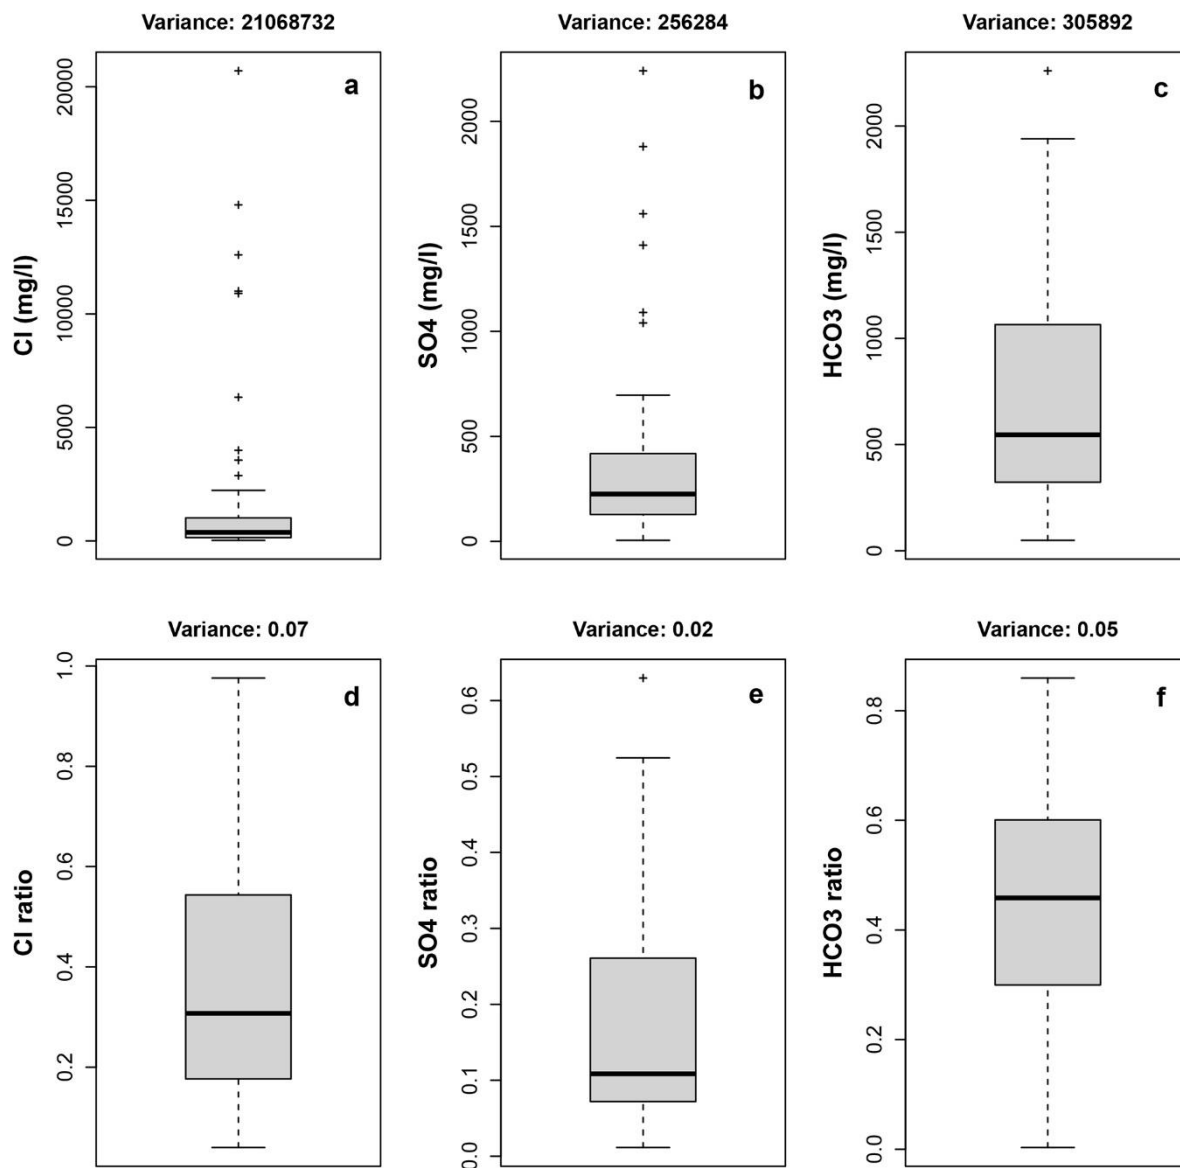 Variance: 21068732
a
Cl (mg/l)
0
5000
10000
15000
20000
Variance: 256284
b
SO4 (mg/l)
0
500
1000
1500
2000
Variance: 305892
c
HCO3 (mg/l)
0
500
1000
1500
2000
Variance: 0.07
d
Cl ratio
0.2
0.4
0.6
0.8
1.0
Variance: 0.02
e
SO4 ratio
0.0
0.1
0.2
0.3
0.4
0.5
0.6
Variance: 0.05
f
HCO3 ratio
0.0
0.2
0.4
0.6
0.8